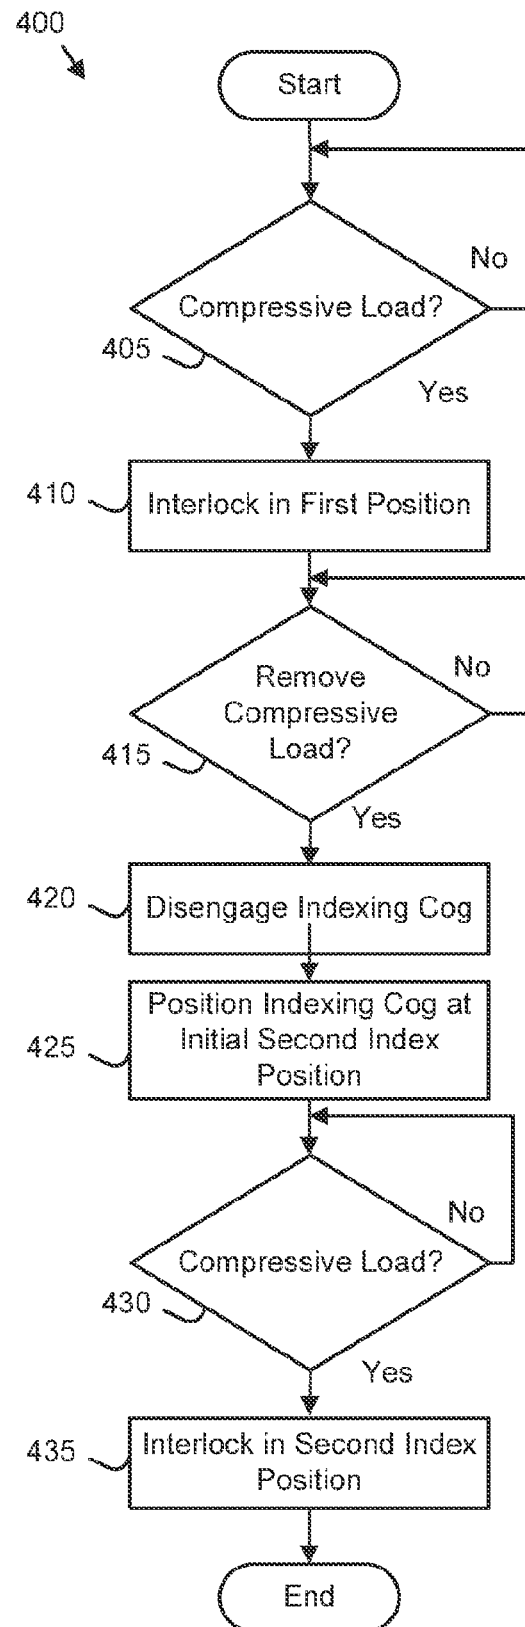 400
Start
No
Compressive Load?
405
Yes
410
Interlock in First Position
No
Remove
Compressive
Load?
415
Yes
420
Disengage Indexing Cog
Position Indexing Cog at
Initial Second Index
Position
425
No
Compressive Load?
430
Yes
435
Interlock in Second Index
Position
End